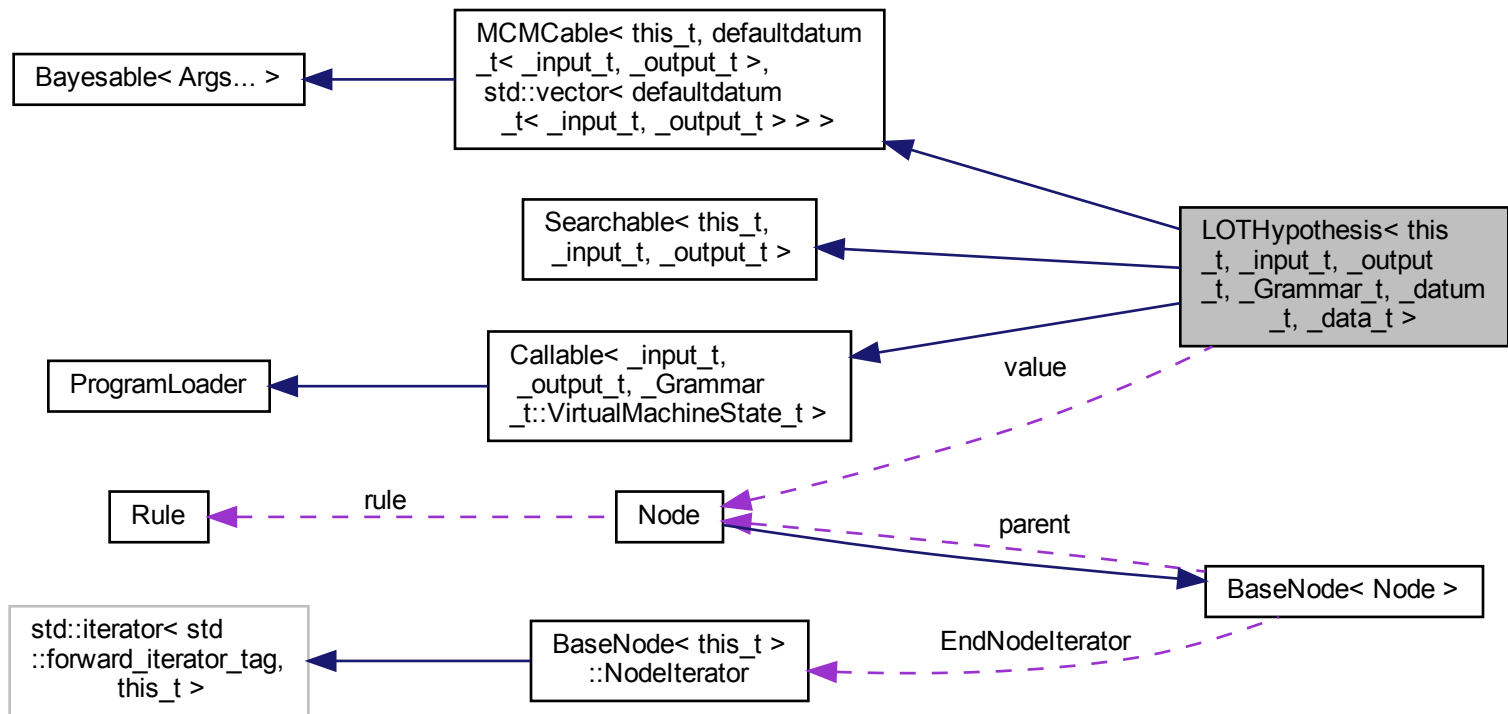 MCMCable< this_t, defaultdatum
_t< _input_t, _output_t >,
std::vector< defaultdatum
_t< _input_t, _output_t > > >
Bayesable< Args... >
Searchable< this_t,
_input_t, _output_t >
LOTHypothesis< this
_t, _input_t, _output
_t, _Grammar_t, _datum
_t, _data_t >
Callable< _input_t,
_output_t, _Grammar
_t::VirtualMachineState_t >
ProgramLoader
value
Rule
rule
Node
parent
BaseNode< Node >
std::iterator< std
::forward_iterator_tag,
this_t >
BaseNode< this_t >
::NodeIterator
EndNodeIterator